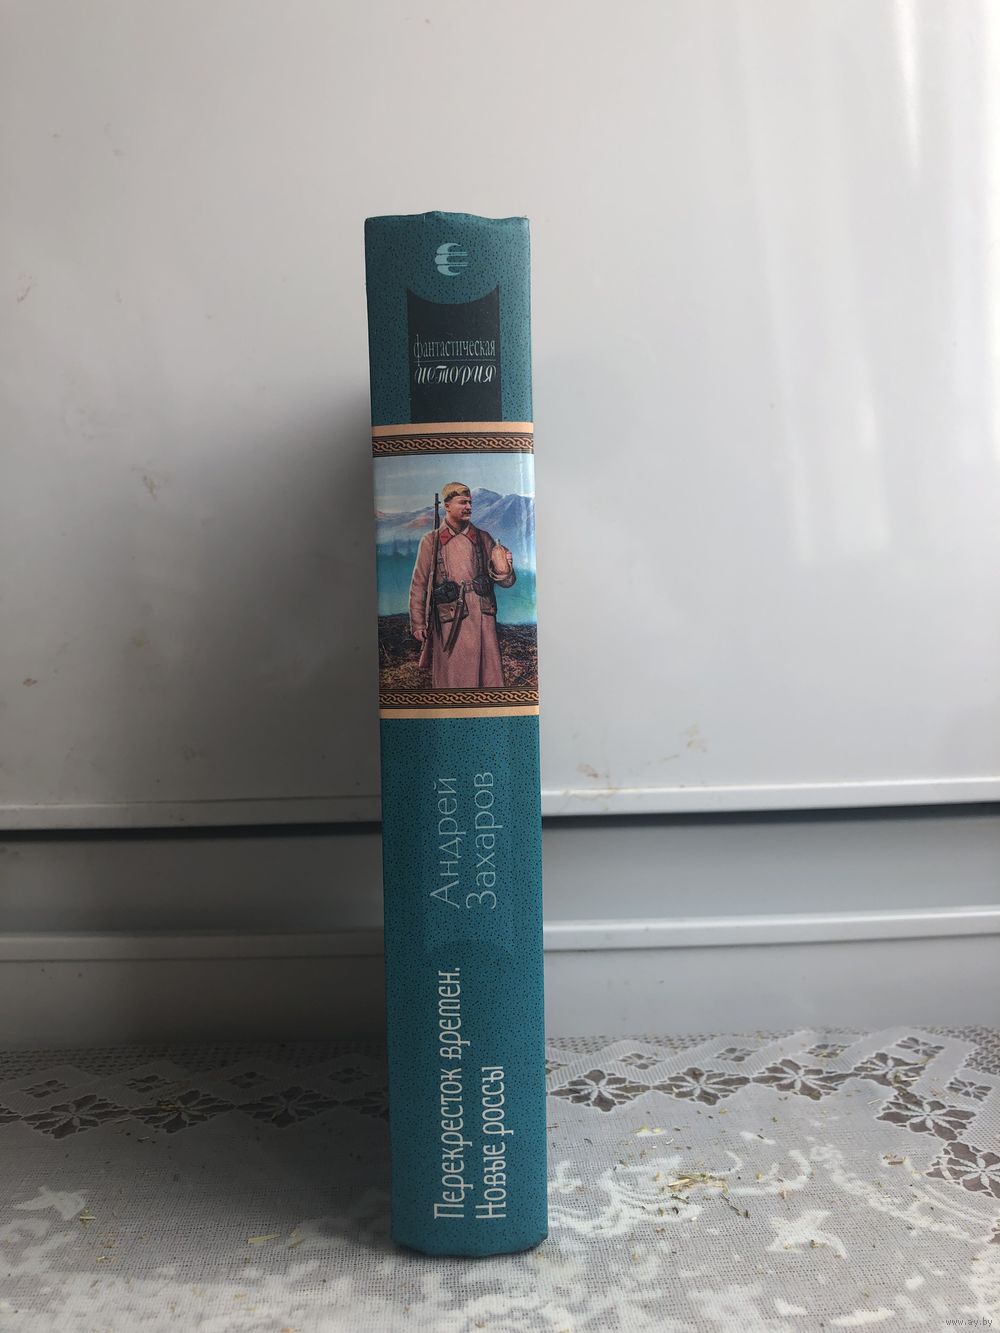 фантастическая
история
Андрей
Захаров
Перекресток времен.
Новые россы
www.ay.by